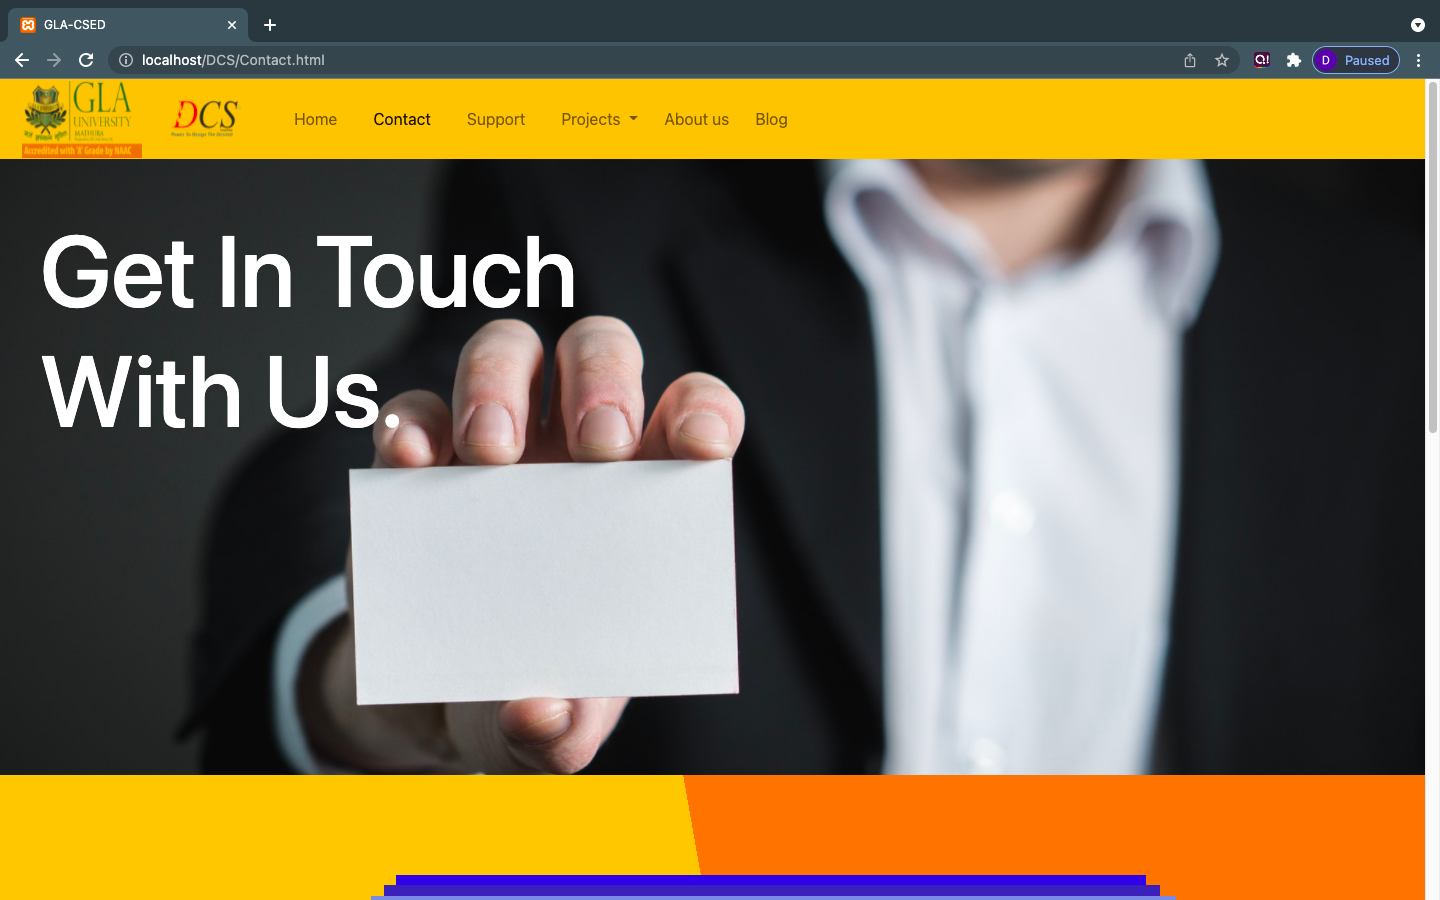 GLA-CSED
localhost/DCS/Contact.html
Paused
GLA
UNIVERSITY
MATHURA
Accredited with 'A' Grade by NAAC
DCS
Home
Contact
Support
Projects
About us
Blog
Get In Touch
With Us.